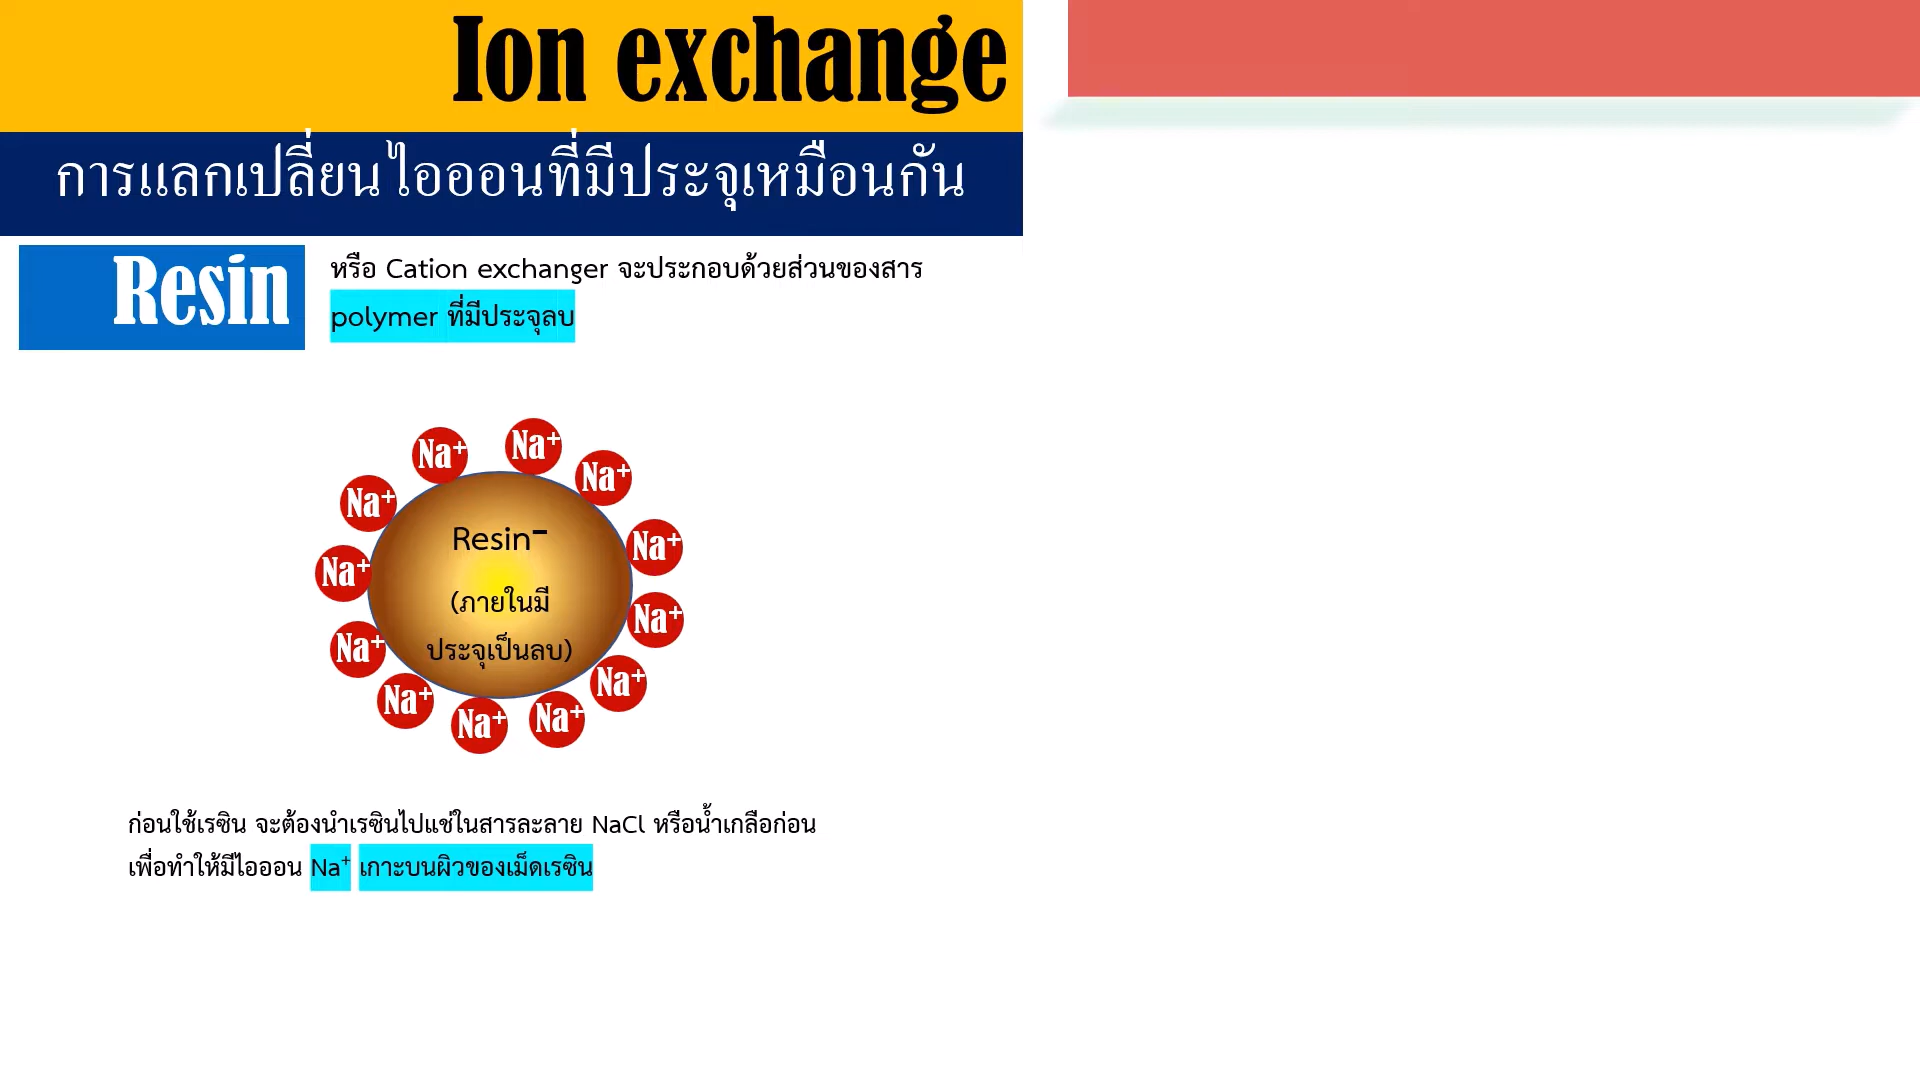 Ion exchange
การแลกเปลี่ยนไอออนที่มีประจุเหมือนกัน
Resin
หรือ Cation exchanger จะประกอบด้วยส่วนของสาร
polymer ที่มีประจุลบ
Na⁺
Na⁺
Na⁺
Na⁺
Na⁺
Na⁺
Na⁺
Na⁺
Na⁺
Na⁺
Na⁺
Na⁺
Resin⁻
(ภายในมี
ประจุเป็นลบ)
ก่อนใช้เรซิน จะต้องนำเรซินไปแช่ในสารละลาย NaCl หรือน้ำเกลือก่อน
เพื่อทำให้มีไอออน Na⁺ เกาะบนผิวของเม็ดเรซิน